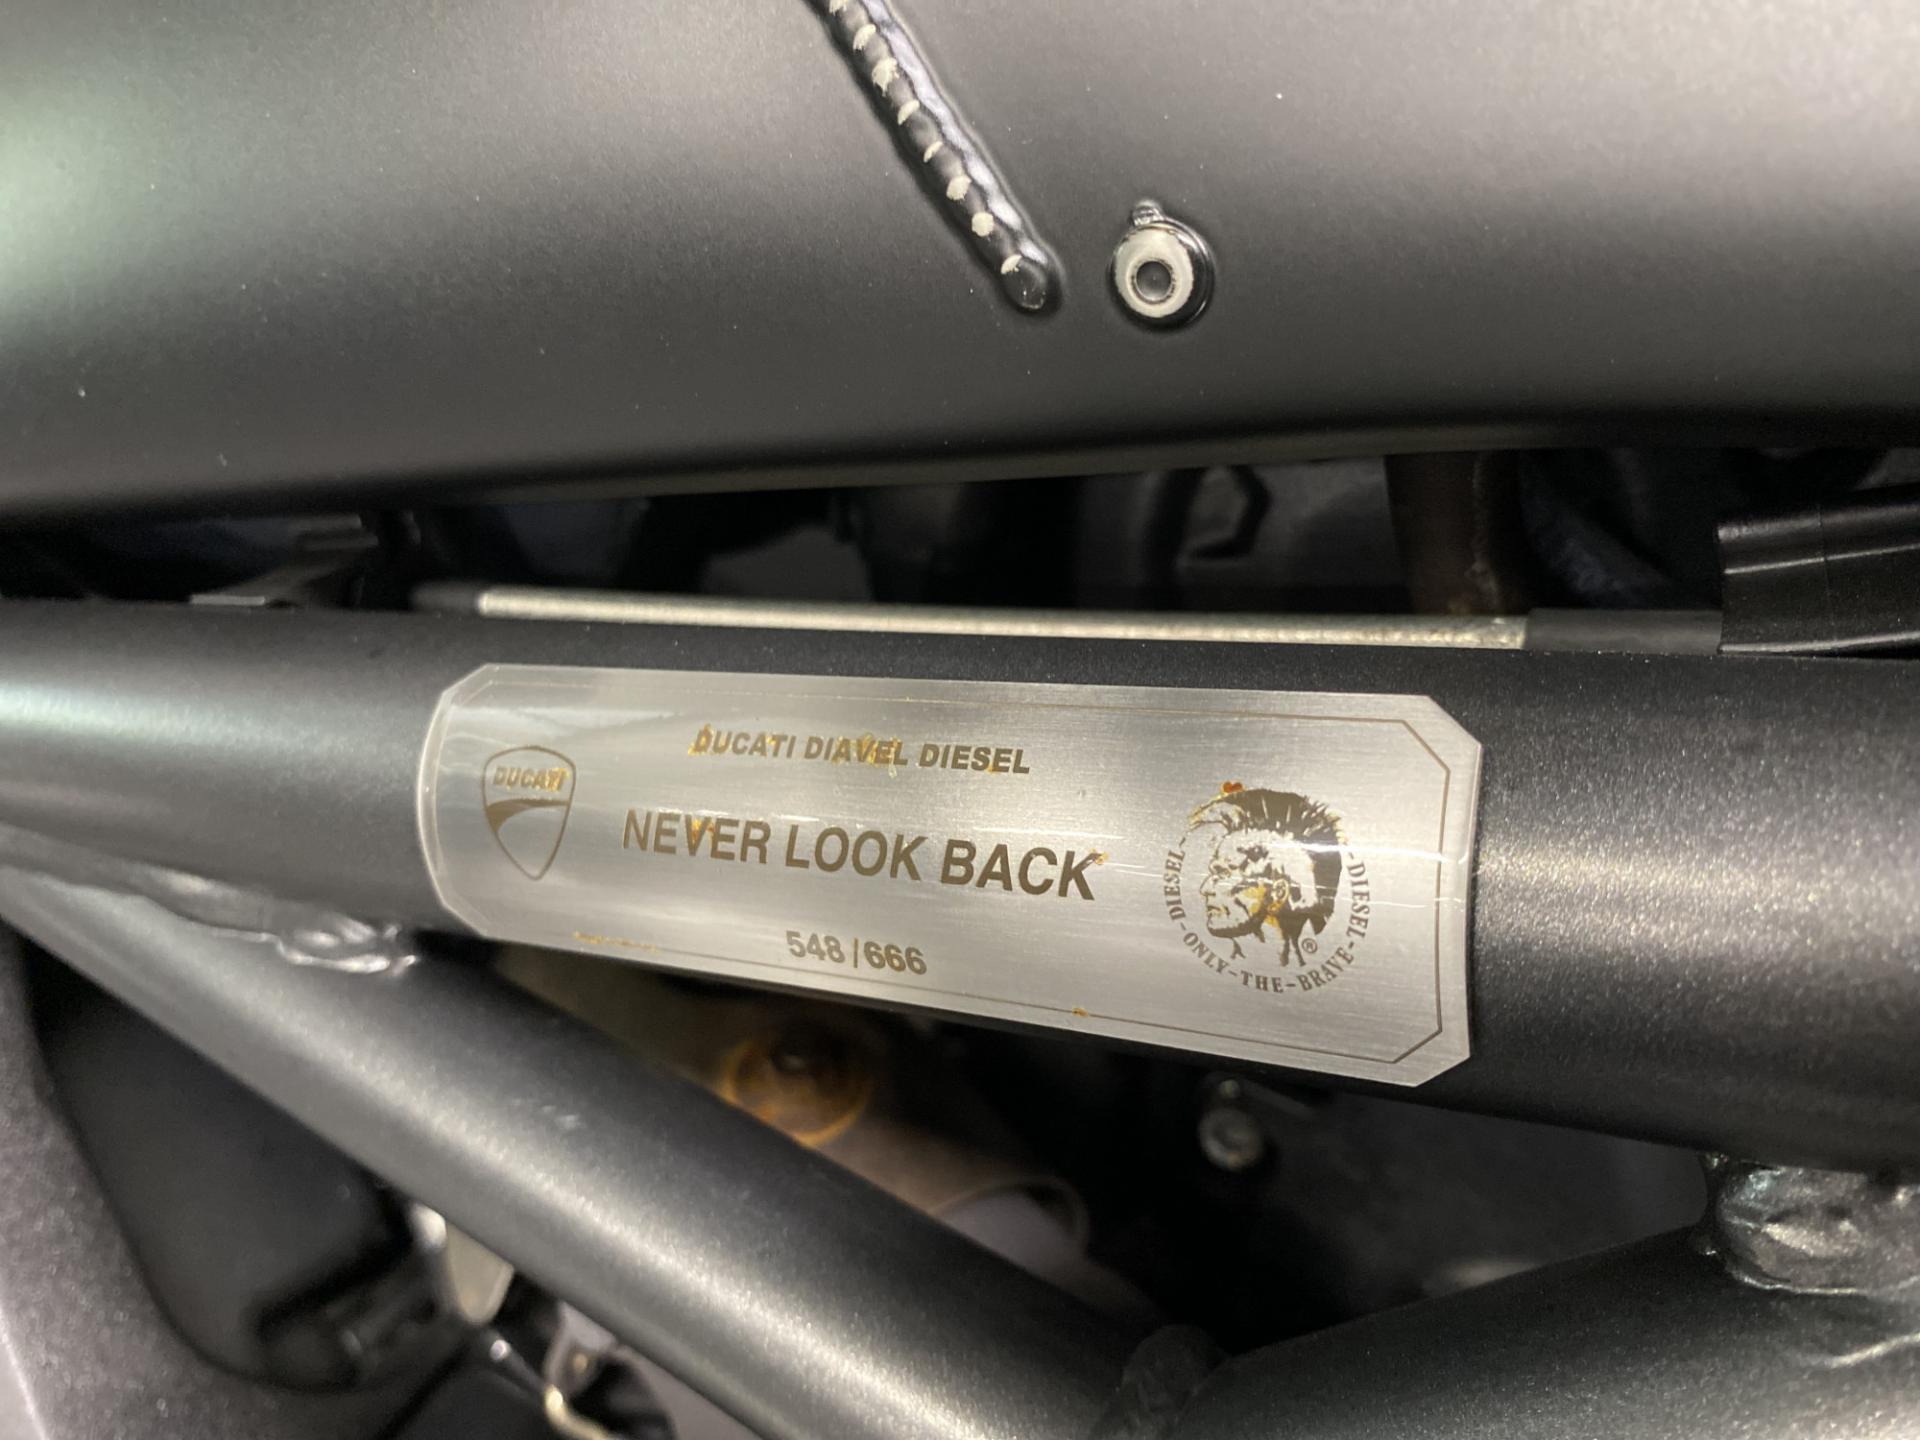 DUCATI DIAVEL DIESEL
DUCATI
NEVER LOOK BACK
548/666
DIESEL-ONLY-THE-BRAVE-DIESEL
®